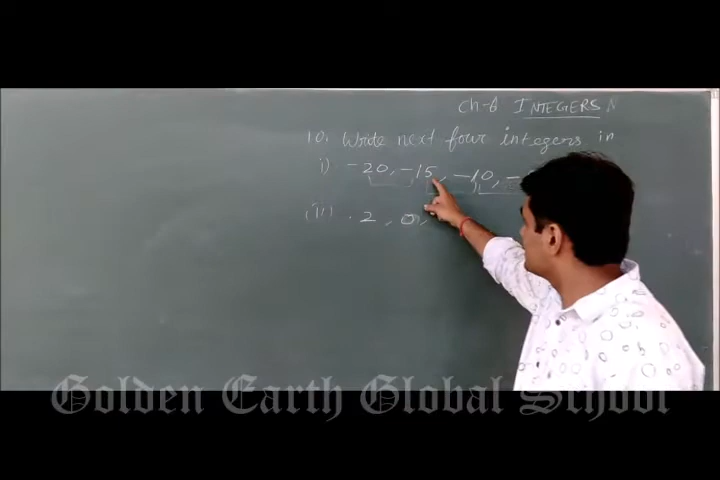 Ch-6 INTEGERS
10. Write next four integers in
i) -20, -15, -10, -
(ii) . 2, 0,
Golden Earth Global School